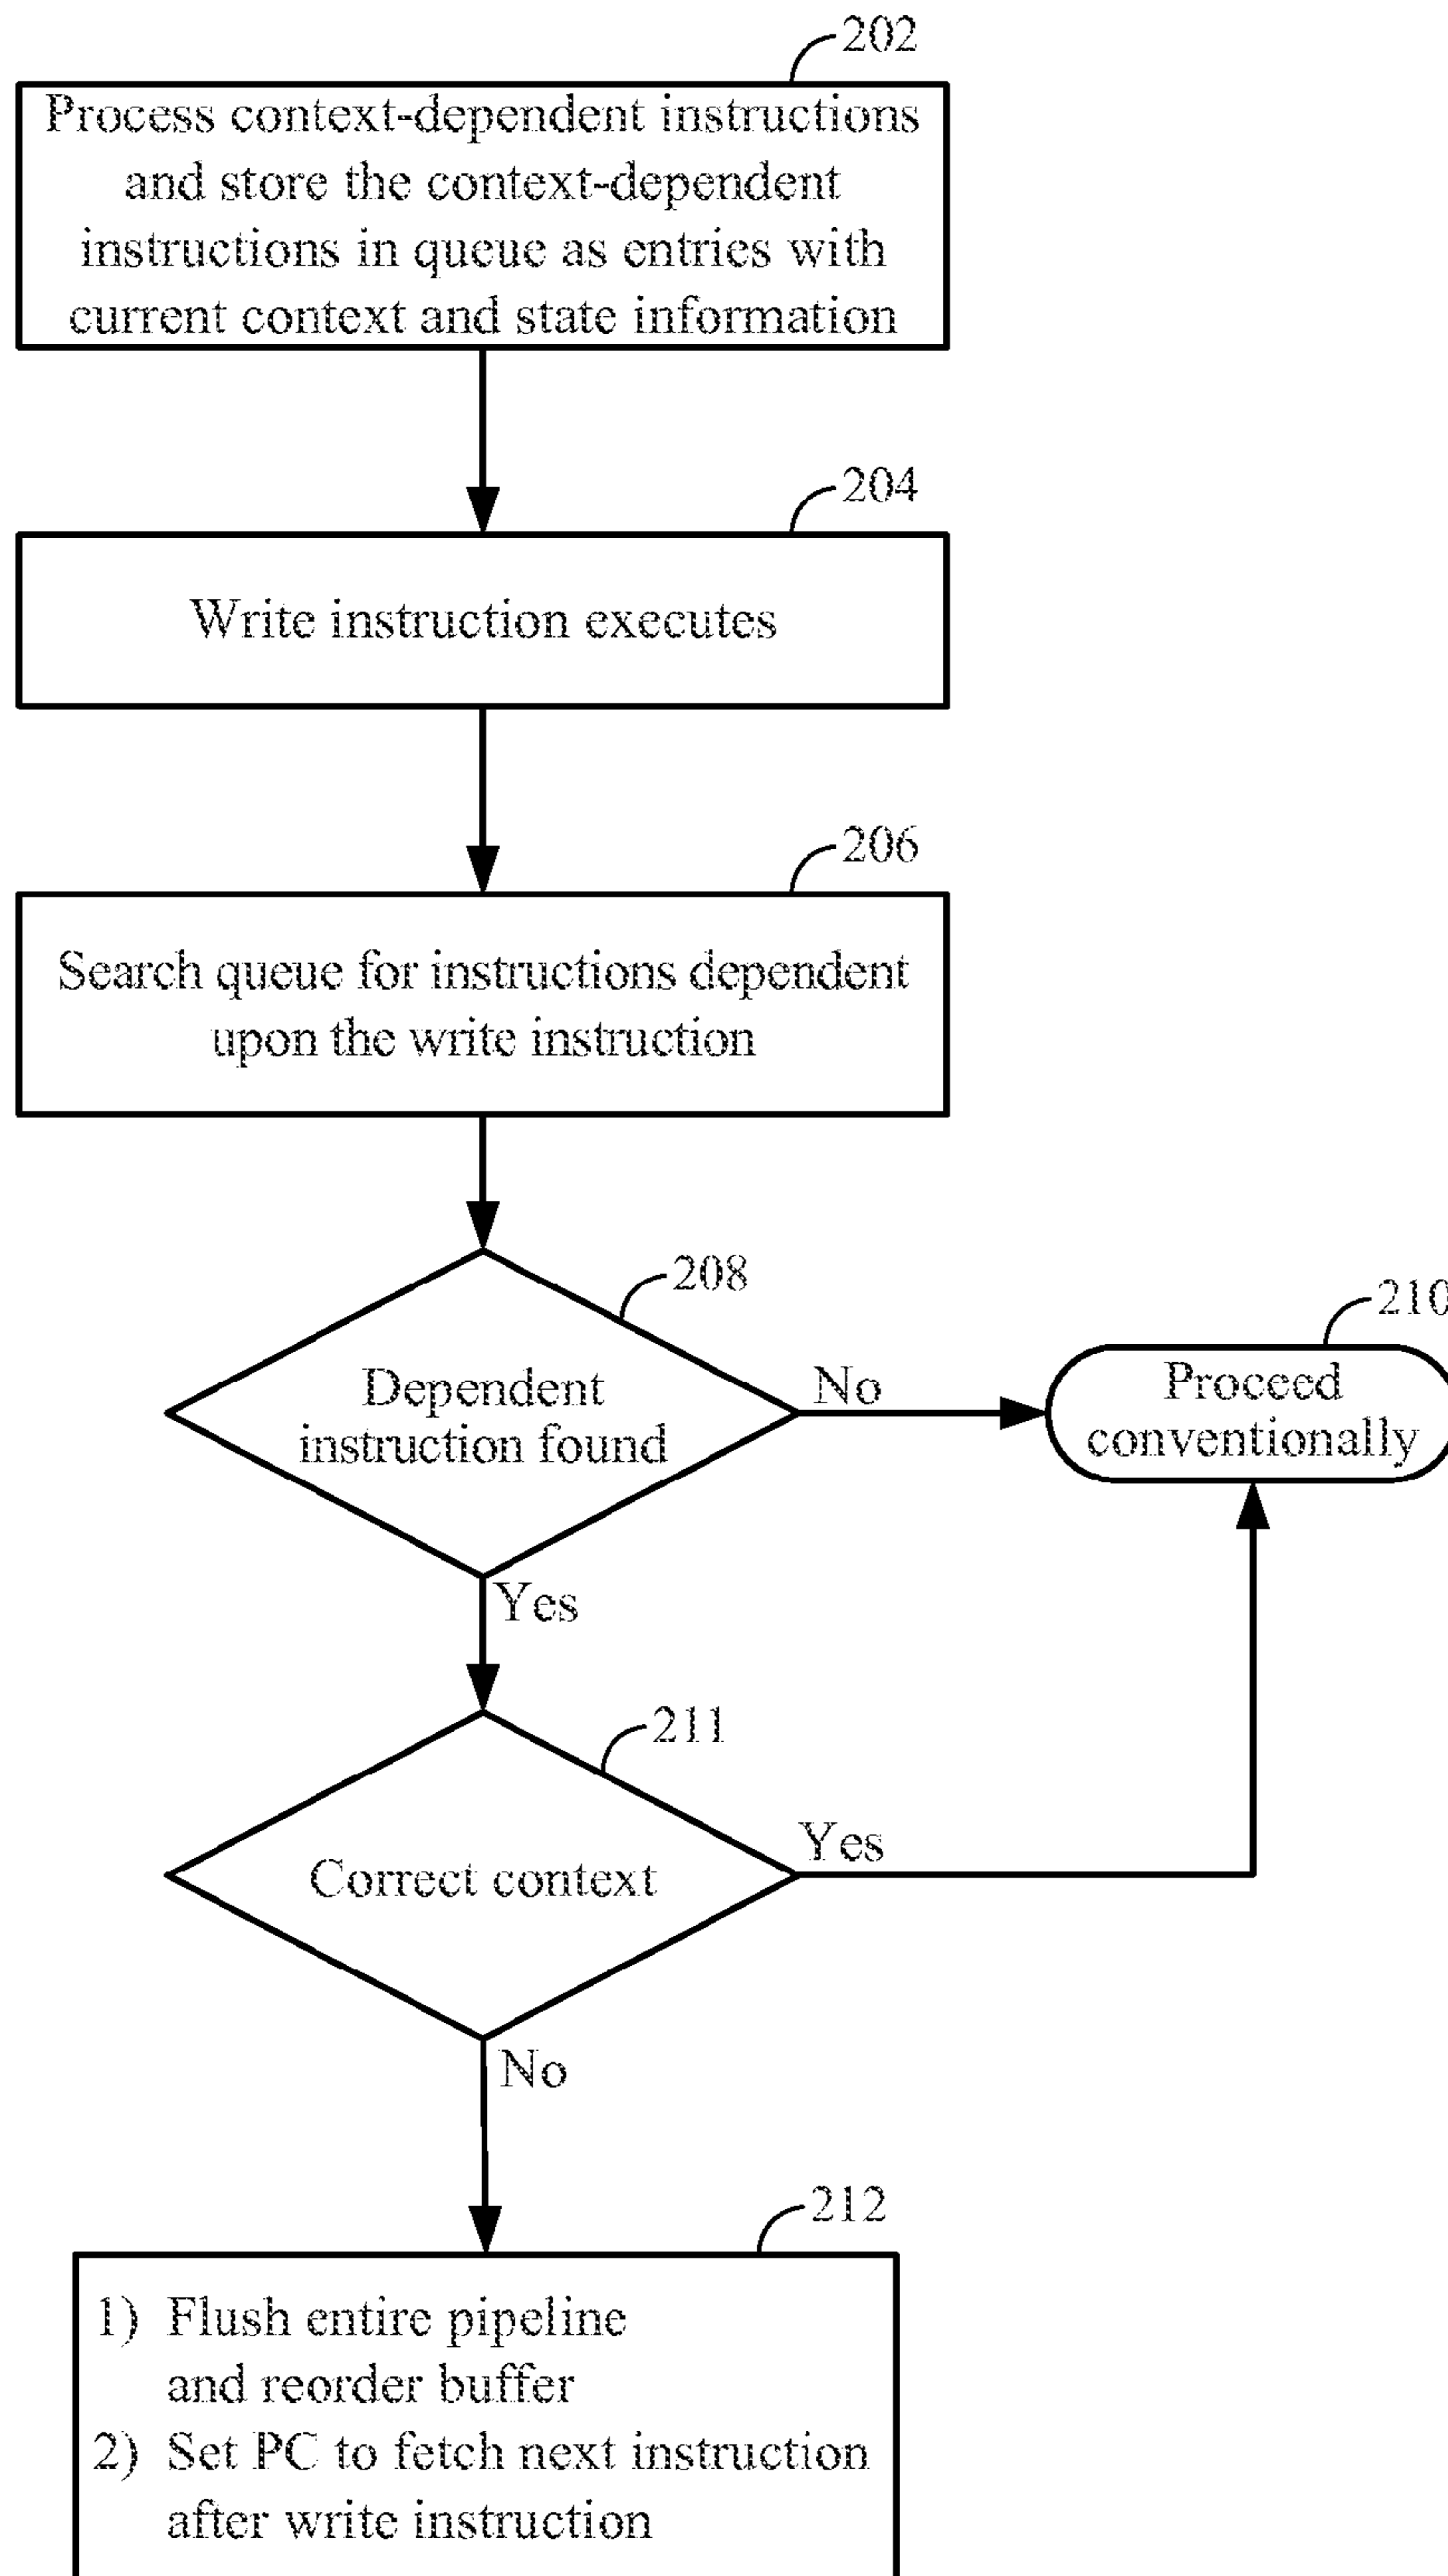 202
Process context-dependent instructions
and store the context-dependent
instructions in queue as entries with
current context and state information
204
Write instruction executes
206
Search queue for instructions dependent
upon the write instruction
208
Dependent
instruction found
No
210
Proceed
conventionally
Yes
211
Correct context
Yes
No
212
1) Flush entire pipeline
and reorder buffer
2) Set PC to fetch next instruction
after write instruction